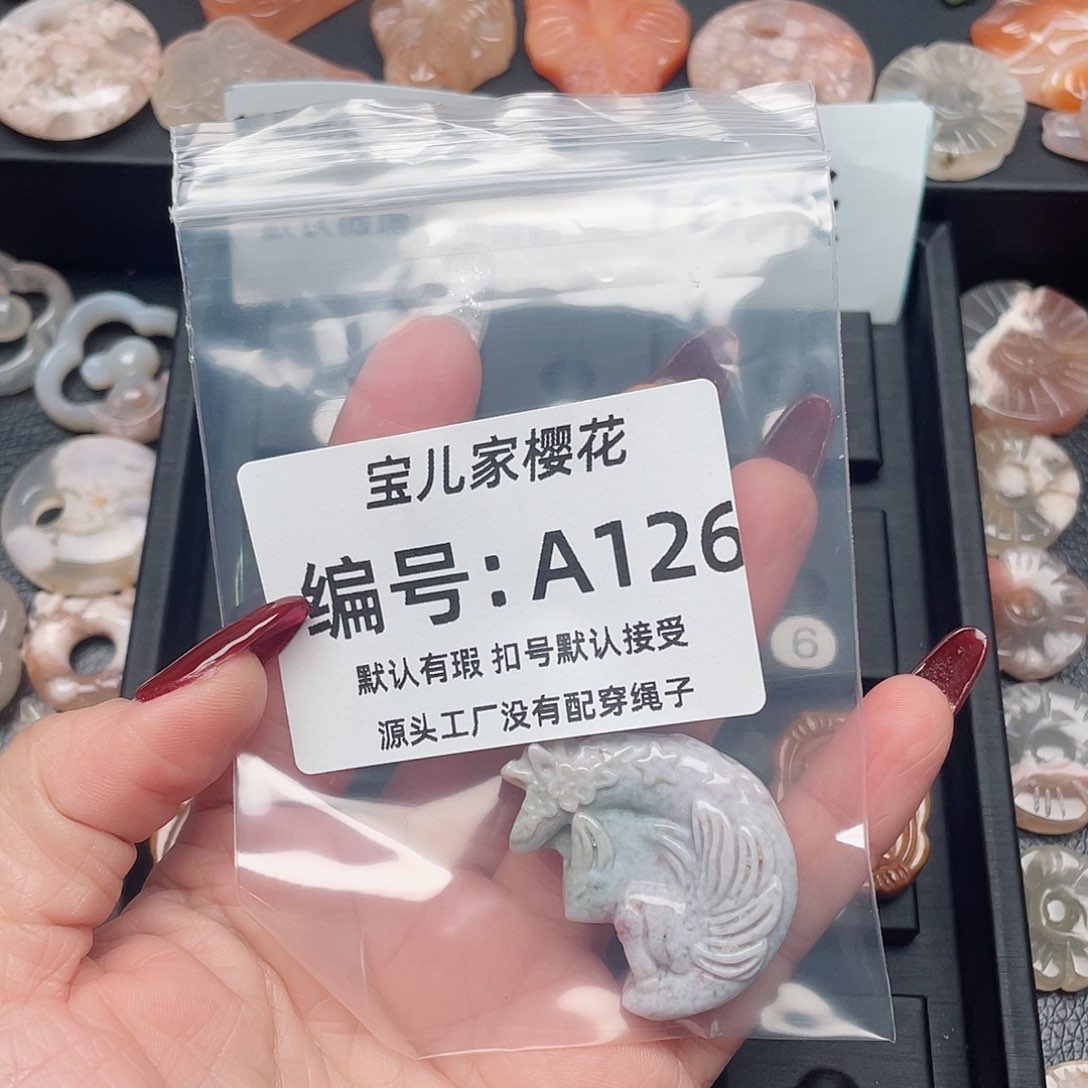 宝儿家樱花
编号：A126
默认有瑕 扣号默认接受
源头工厂没有配穿绳子
6